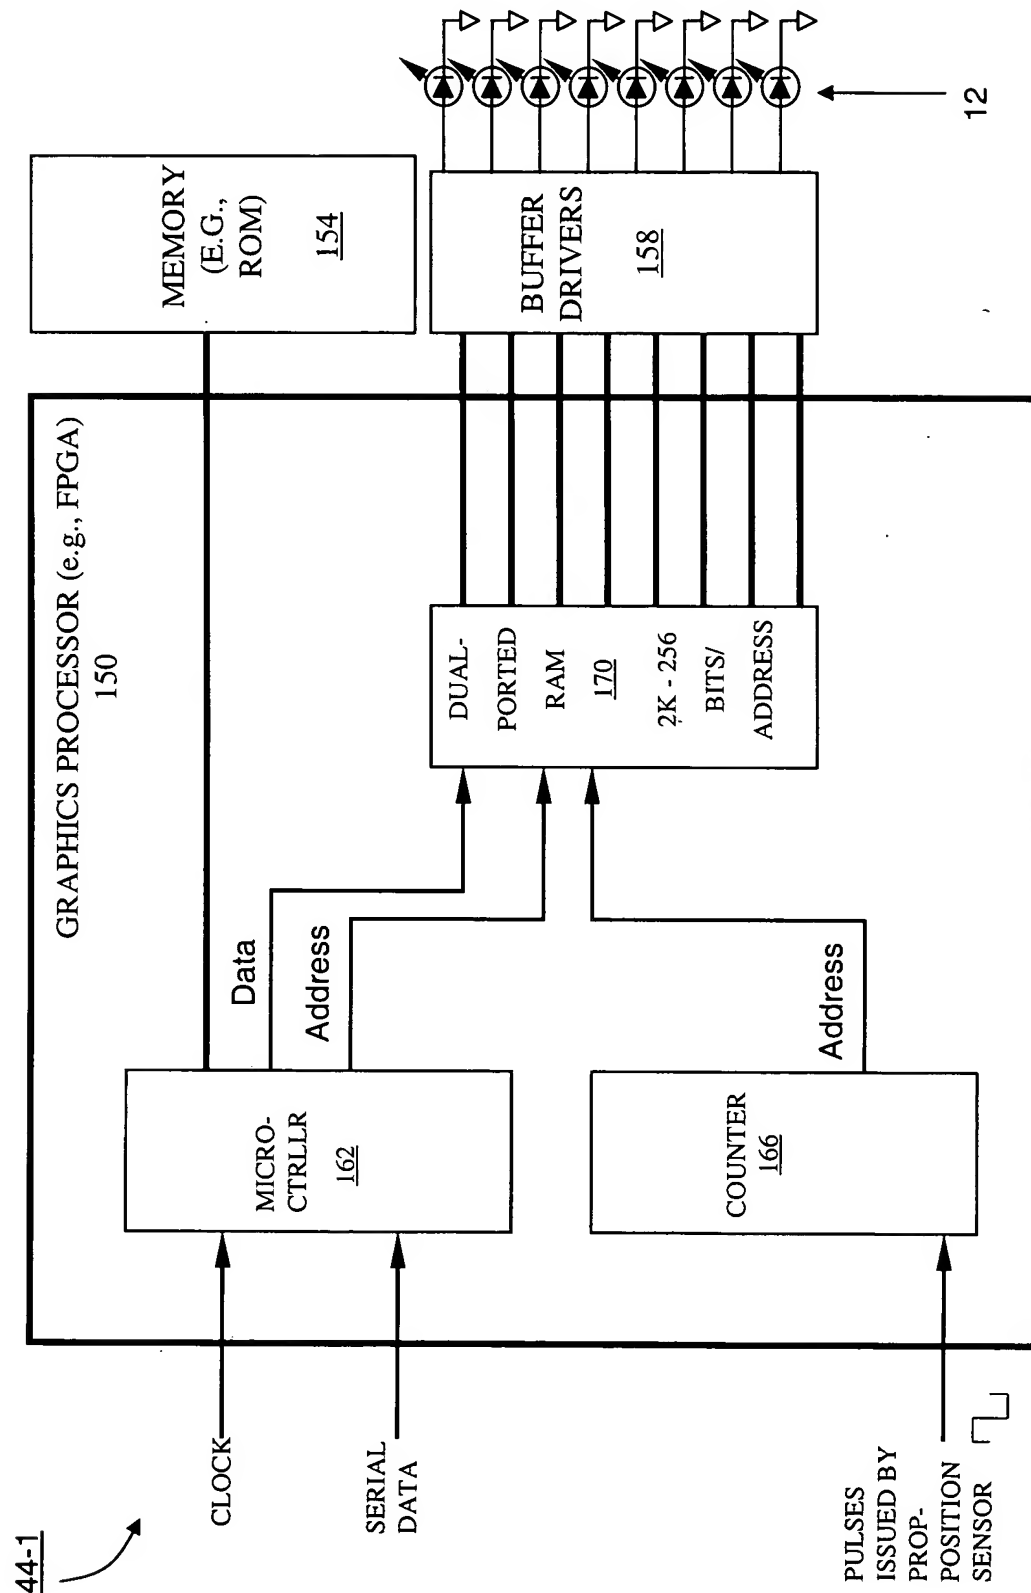 44-1
GRAPHICS PROCESSOR (e.g., FPGA)
150
MEMORY
(E.G.,
ROM)
154
CLOCK
SERIAL
DATA
MICRO-
CTRLLR
162
Data
Address
DUAL-
PORTED
RAM
170
2K - 256
BITS/
ADDRESS
BUFFER
DRIVERS
158
12
PULSES
ISSUED BY
PROP-
POSITION
SENSOR
COUNTER
166
Address